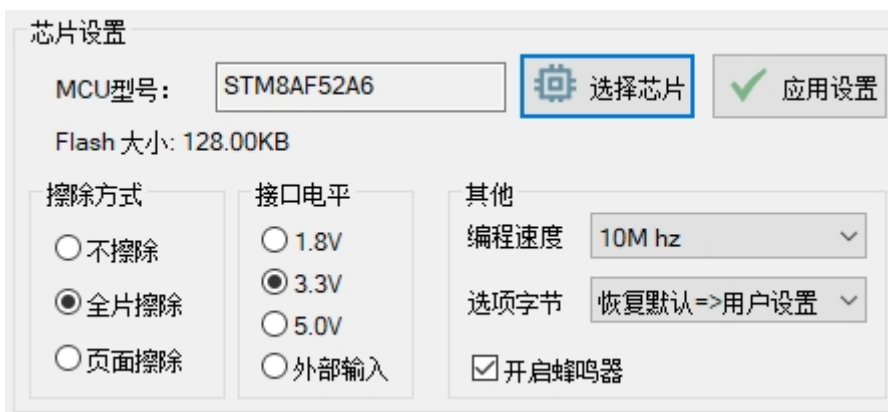 芯片设置
MCU型号： STM8AF52A6 选择芯片 应用设置
Flash 大小: 128.00KB
擦除方式 接口电平 其他
不擦除 1.8V 编程速度 10M hz
全片擦除 3.3V 选项字节 恢复默认=>用户设置
5.0V
页面擦除 外部输入 开启蜂鸣器